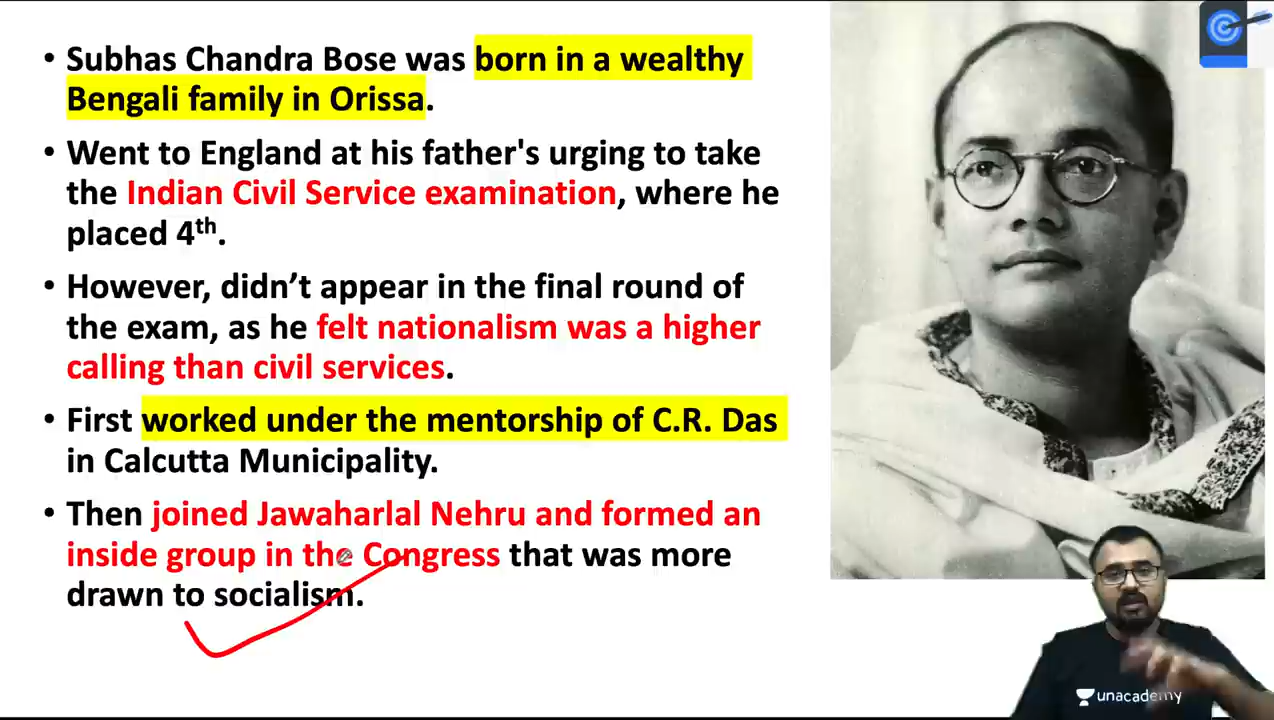 • Subhas Chandra Bose was born in a wealthy
Bengali family in Orissa.
• Went to England at his father's urging to take
the Indian Civil Service examination, where he
placed 4th.
• However, didn’t appear in the final round of
the exam, as he felt nationalism was a higher
calling than civil services.
• First worked under the mentorship of C.R. Das
in Calcutta Municipality.
• Then joined Jawaharlal Nehru and formed an
inside group in the Congress that was more
drawn to socialism.
unacademy